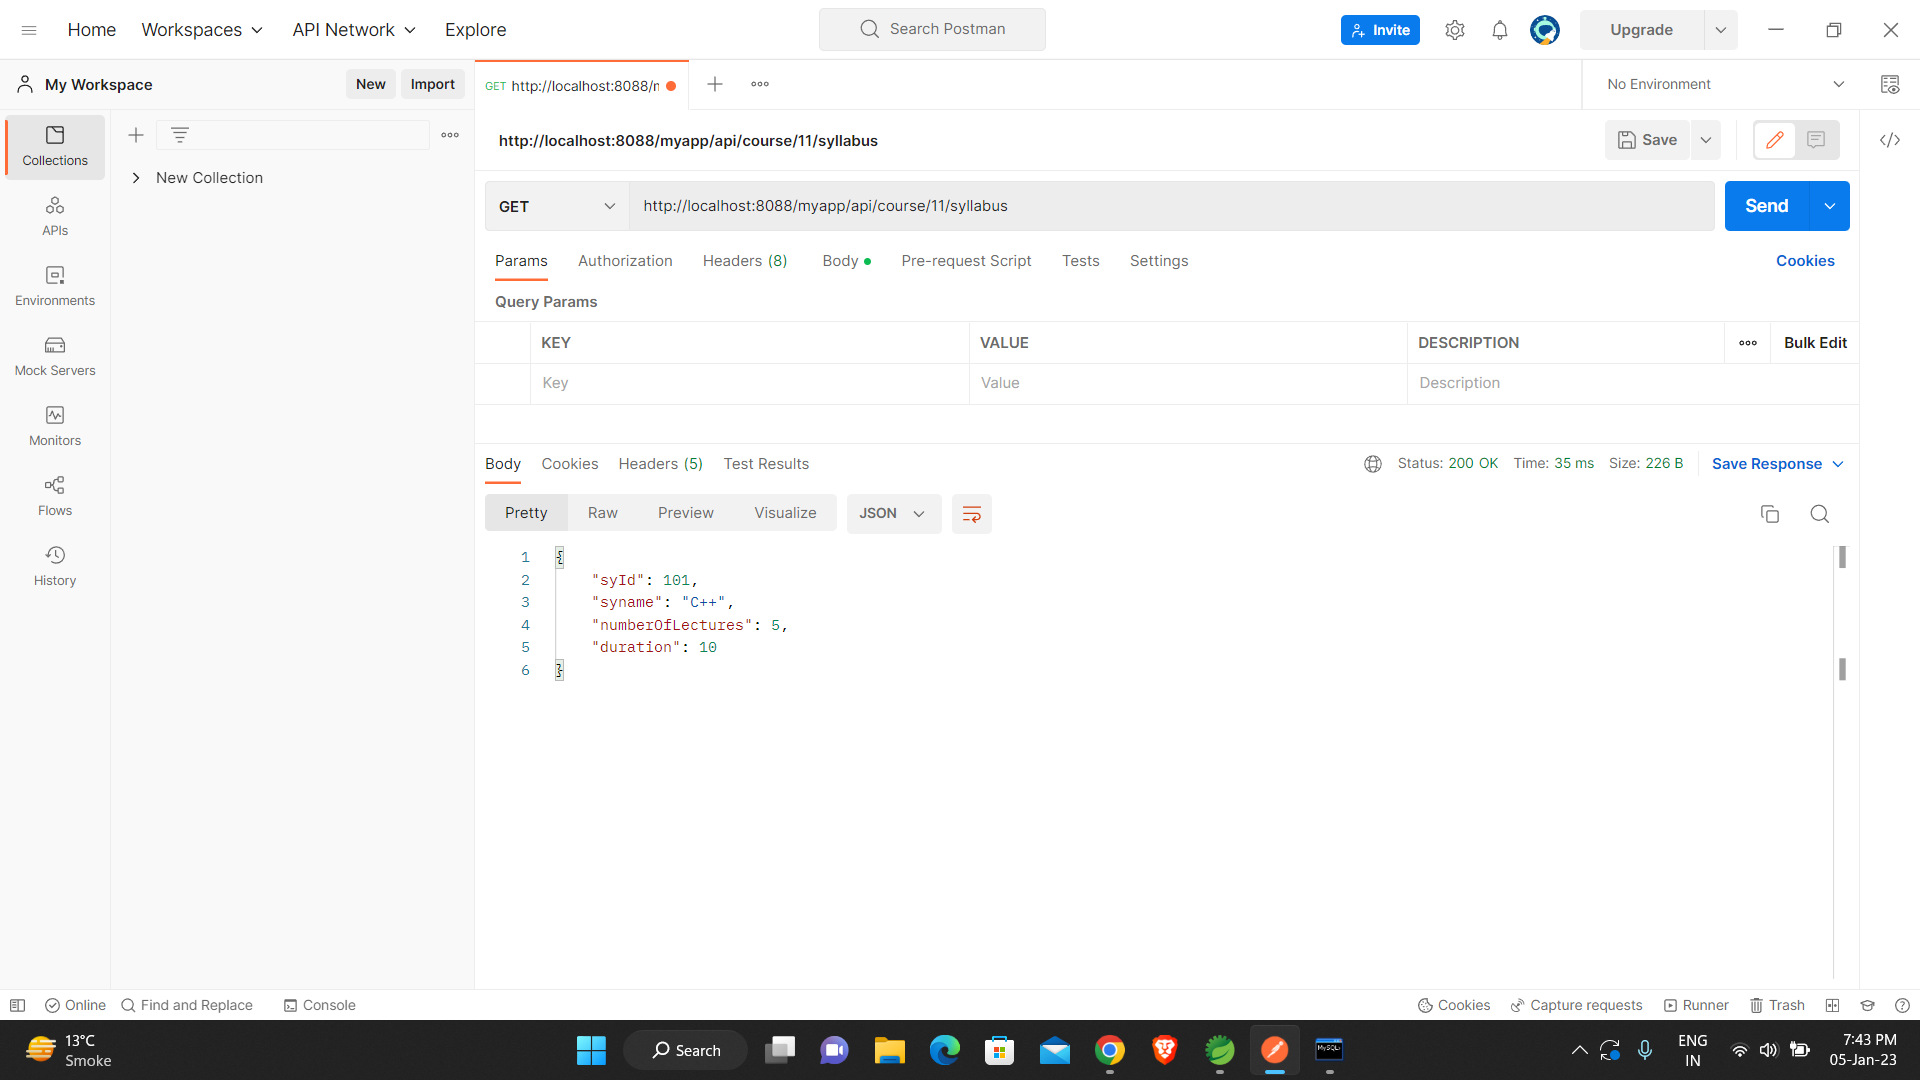 Home
Workspaces
API Network
Explore
Search Postman
Invite
Upgrade
My Workspace
New
Import
GET http://localhost:8088/n
No Environment
Collections
New Collection
APIs
Environments
Mock Servers
Monitors
Flows
History
http://localhost:8088/myapp/api/course/11/syllabus
Save
GET
http://localhost:8088/myapp/api/course/11/syllabus
Send
Params
Authorization
Headers (8)
Body
Pre-request Script
Tests
Settings
Cookies
Query Params
KEY
VALUE
DESCRIPTION
Bulk Edit
Key
Value
Description
Body
Cookies
Headers (5)
Test Results
Status: 200 OK
Time: 35 ms
Size: 226 B
Save Response
Pretty
Raw
Preview
Visualize
JSON
1 {
2 "syId": 101,
3 "syname": "C++",
4 "numberOfLectures": 5,
5 "duration": 10
6 }
Online
Find and Replace
Console
Cookies
Capture requests
Runner
Trash
13°C
Smoke
Search
MySQL
ENG
IN
7:43 PM
05-Jan-23